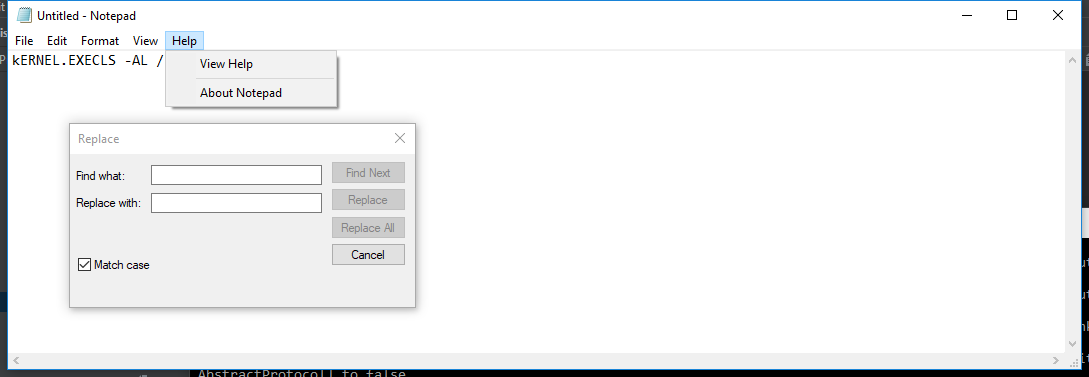 Untitled - Notepad
File Edit Format View Help
kERNEL.EXECLS -AL /
View Help
About Notepad
Replace
Find what:
Find Next
Replace with:
Replace
Replace All
Cancel
Match case
AbstractProtocol] to false